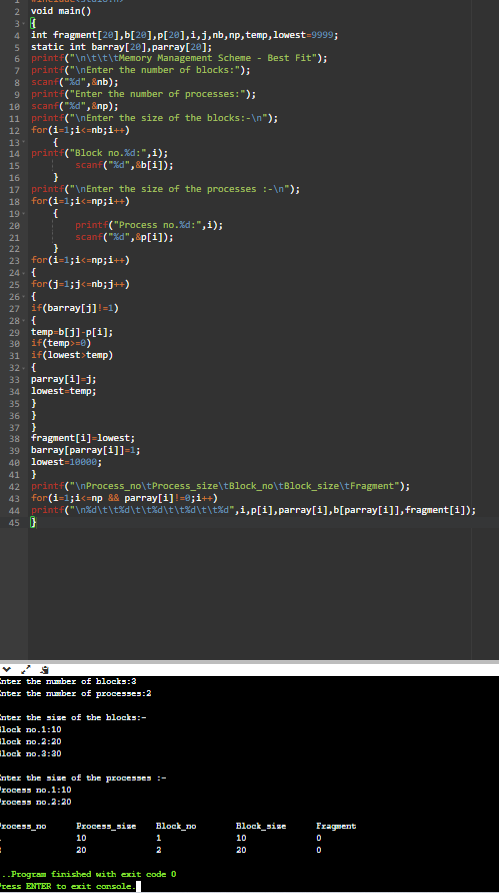 1 #include<stdio.h>
2 void main()
3 {
4 int fragment[20],b[20],p[20],i,j,nb,np,temp,lowest=9999;
5 static int barray[20],parray[20];
6 printf("\n\t\t\tMemory Management Scheme - Best Fit");
7 printf("\nEnter the number of blocks:");
8 scanf("%d",&nb);
9 printf("Enter the number of processes:");
10 scanf("%d",&np);
11 printf("\nEnter the size of the blocks:-\n");
12 for(i=1;i<=nb;i++)
13 {
14 printf("Block no.%d:",i);
15 scanf("%d",&b[i]);
16 }
17 printf("\nEnter the size of the processes :-\n");
18 for(i=1;i<=np;i++)
19 {
20 printf("Process no.%d:",i);
21 scanf("%d",&p[i]);
22 }
23 for(i=1;i<=np;i++)
24 {
25 for(j=1;j<=nb;j++)
26 {
27 if(barray[j]!=1)
28 {
29 temp=b[j]-p[i];
30 if(temp>=0)
31 if(lowest>temp)
32 {
33 parray[i]=j;
34 lowest=temp;
35 }
36 }
37 }
38 fragment[i]=lowest;
39 barray[parray[i]]=1;
40 lowest=10000;
41 }
42 printf("\nProcess_no\tProcess_size\tBlock_no\tBlock_size\tFragment");
43 for(i=1;i<=np && parray[i]!=0;i++)
44 printf("\n%d\t\t%d\t\t%d\t\t%d\t\t%d",i,p[i],parray[i],b[parray[i]],fragment[i]);
45 }
Enter the number of blocks:3
Enter the number of processes:2
Enter the size of the blocks:-
Block no.1:10
Block no.2:20
Block no.3:30
Enter the size of the processes :-
Process no.1:10
Process no.2:20
Process_no Process_size Block_no Block_size Fragment
10 1 10 0
20 2 20 0
...Program finished with exit code 0
Press ENTER to exit console.